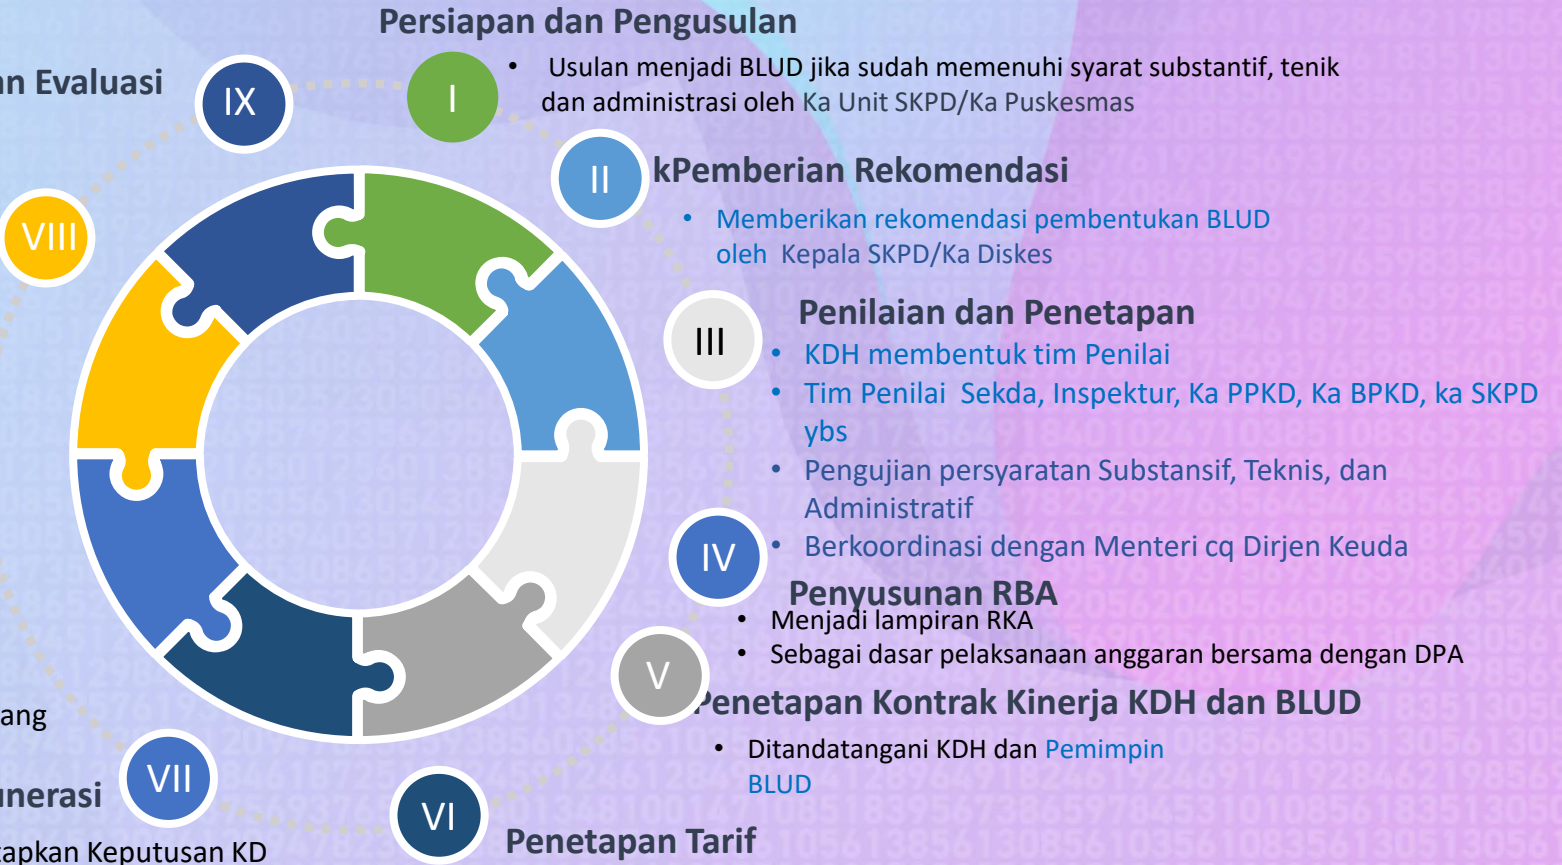 Persiapan dan Pengusulan
I
• Usulan menjadi BLUD jika sudah memenuhi syarat substantif, tenik
dan administrasi oleh Ka Unit SKPD/Ka Puskesmas
II
kPemberian Rekomendasi
• Memberikan rekomendasi pembentukan BLUD
oleh Kepala SKPD/Ka Diskes
III
Penilaian dan Penetapan
• KDH membentuk tim Penilai
• Tim Penilai Sekda, Inspektur, Ka PPKD, Ka BPKD, ka SKPD
ybs
• Pengujian persyaratan Substansif, Teknis, dan
Administratif
• Berkoordinasi dengan Menteri cq Dirjen Keuda
IV
Penyusunan RBA
• Menjadi lampiran RKA
• Sebagai dasar pelaksanaan anggaran bersama dengan DPA
V
Penetapan Kontrak Kinerja KDH dan BLUD
• Ditandatangani KDH dan Pemimpin
BLUD
VI
Penetapan Tarif
VII
unerasi
tapkan Keputusan KD
ang
VIII
IX
an Evaluasi